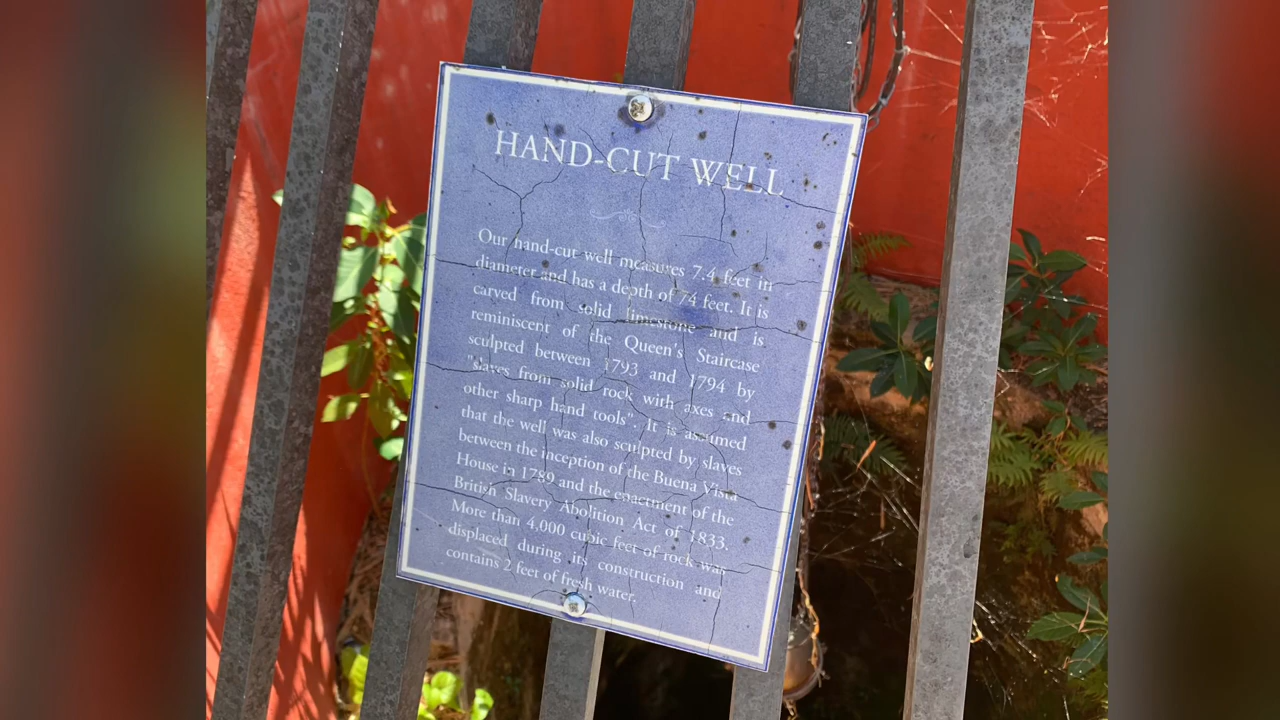 HAND-CUT WELL
Our hand-cut well measures 7.4 feet in
diameter and has a depth of 74 feet. It is
carved from solid limestone and is
reminiscent of the Queen's Staircase
sculpted between 1793 and 1794 by
"slaves from solid rock with axes and
other sharp hand tools". It is assumed
that the well was also sculpted by slaves
between the inception of the Buena Vista
House in 1789 and the enactment of the
British Slavery Abolition Act of 1833.
More than 4,000 cubic feet of rock was
displaced during its construction and
contains 2 feet of fresh water.